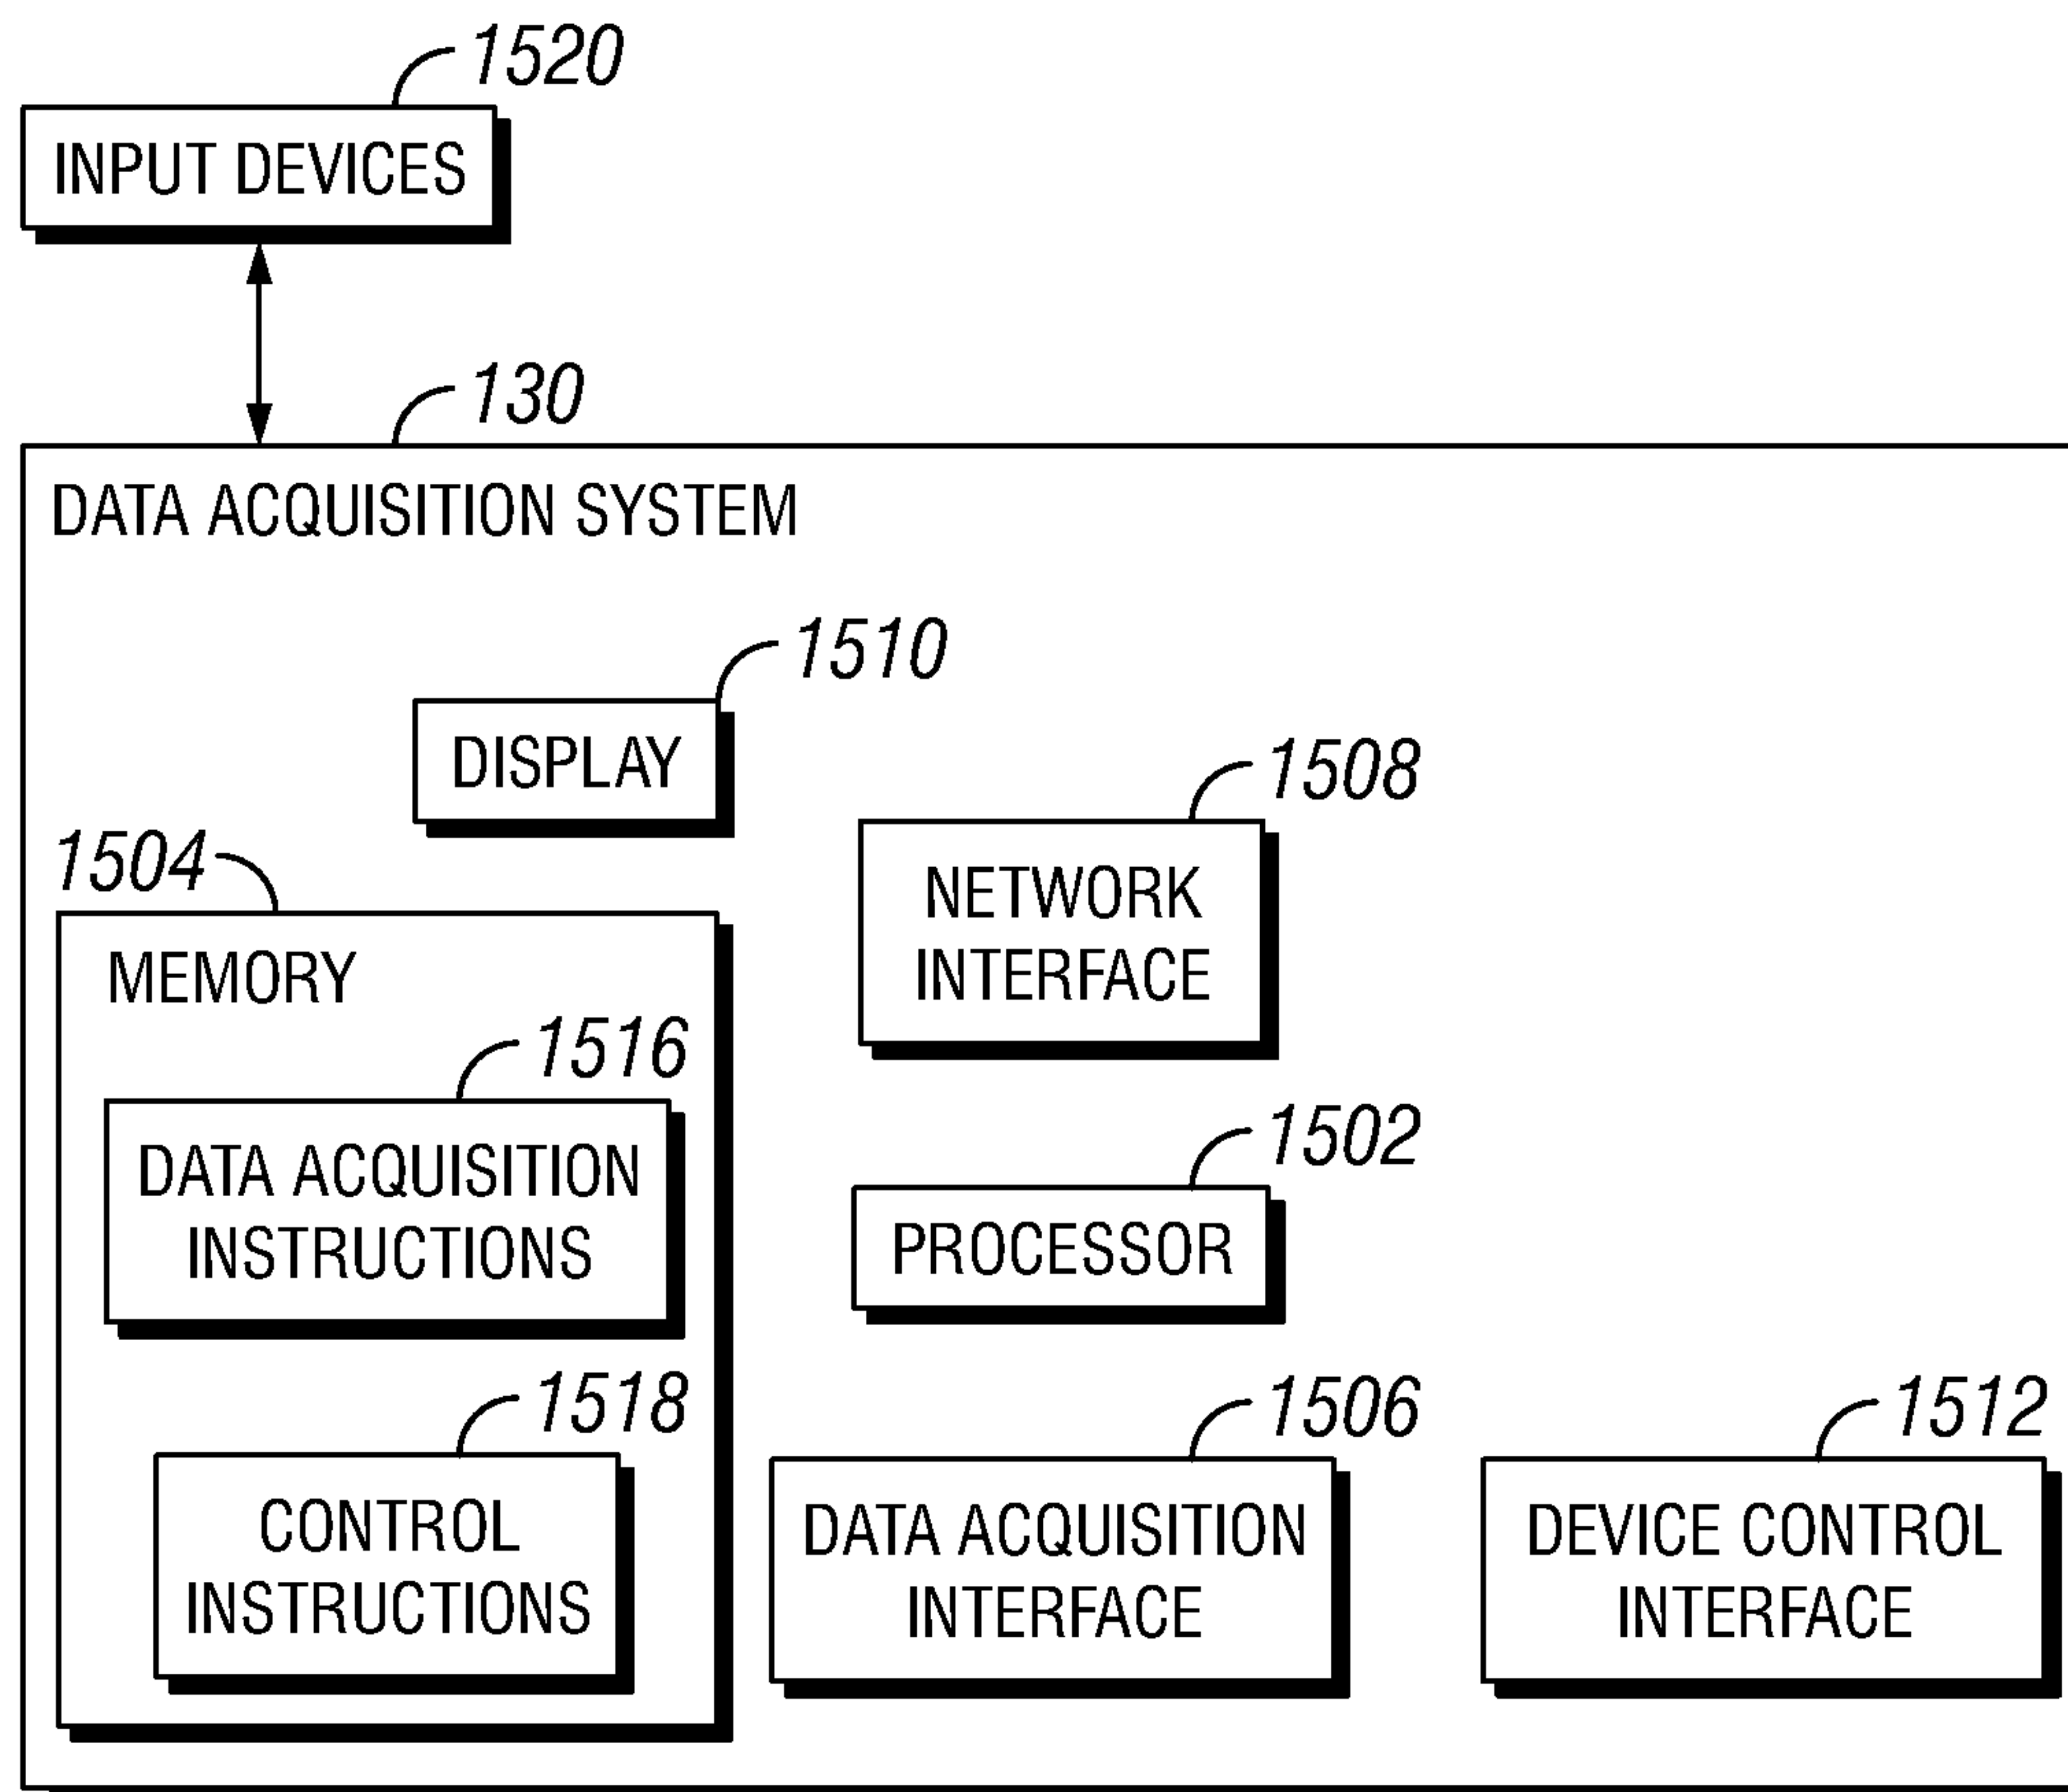 1520
INPUT DEVICES
130
DATA ACQUISITION SYSTEM
1510
DISPLAY
1508
NETWORK
INTERFACE
1504
MEMORY
1516
DATA ACQUISITION
INSTRUCTIONS
1502
PROCESSOR
1518
CONTROL
INSTRUCTIONS
1506
DATA ACQUISITION
INTERFACE
1512
DEVICE CONTROL
INTERFACE